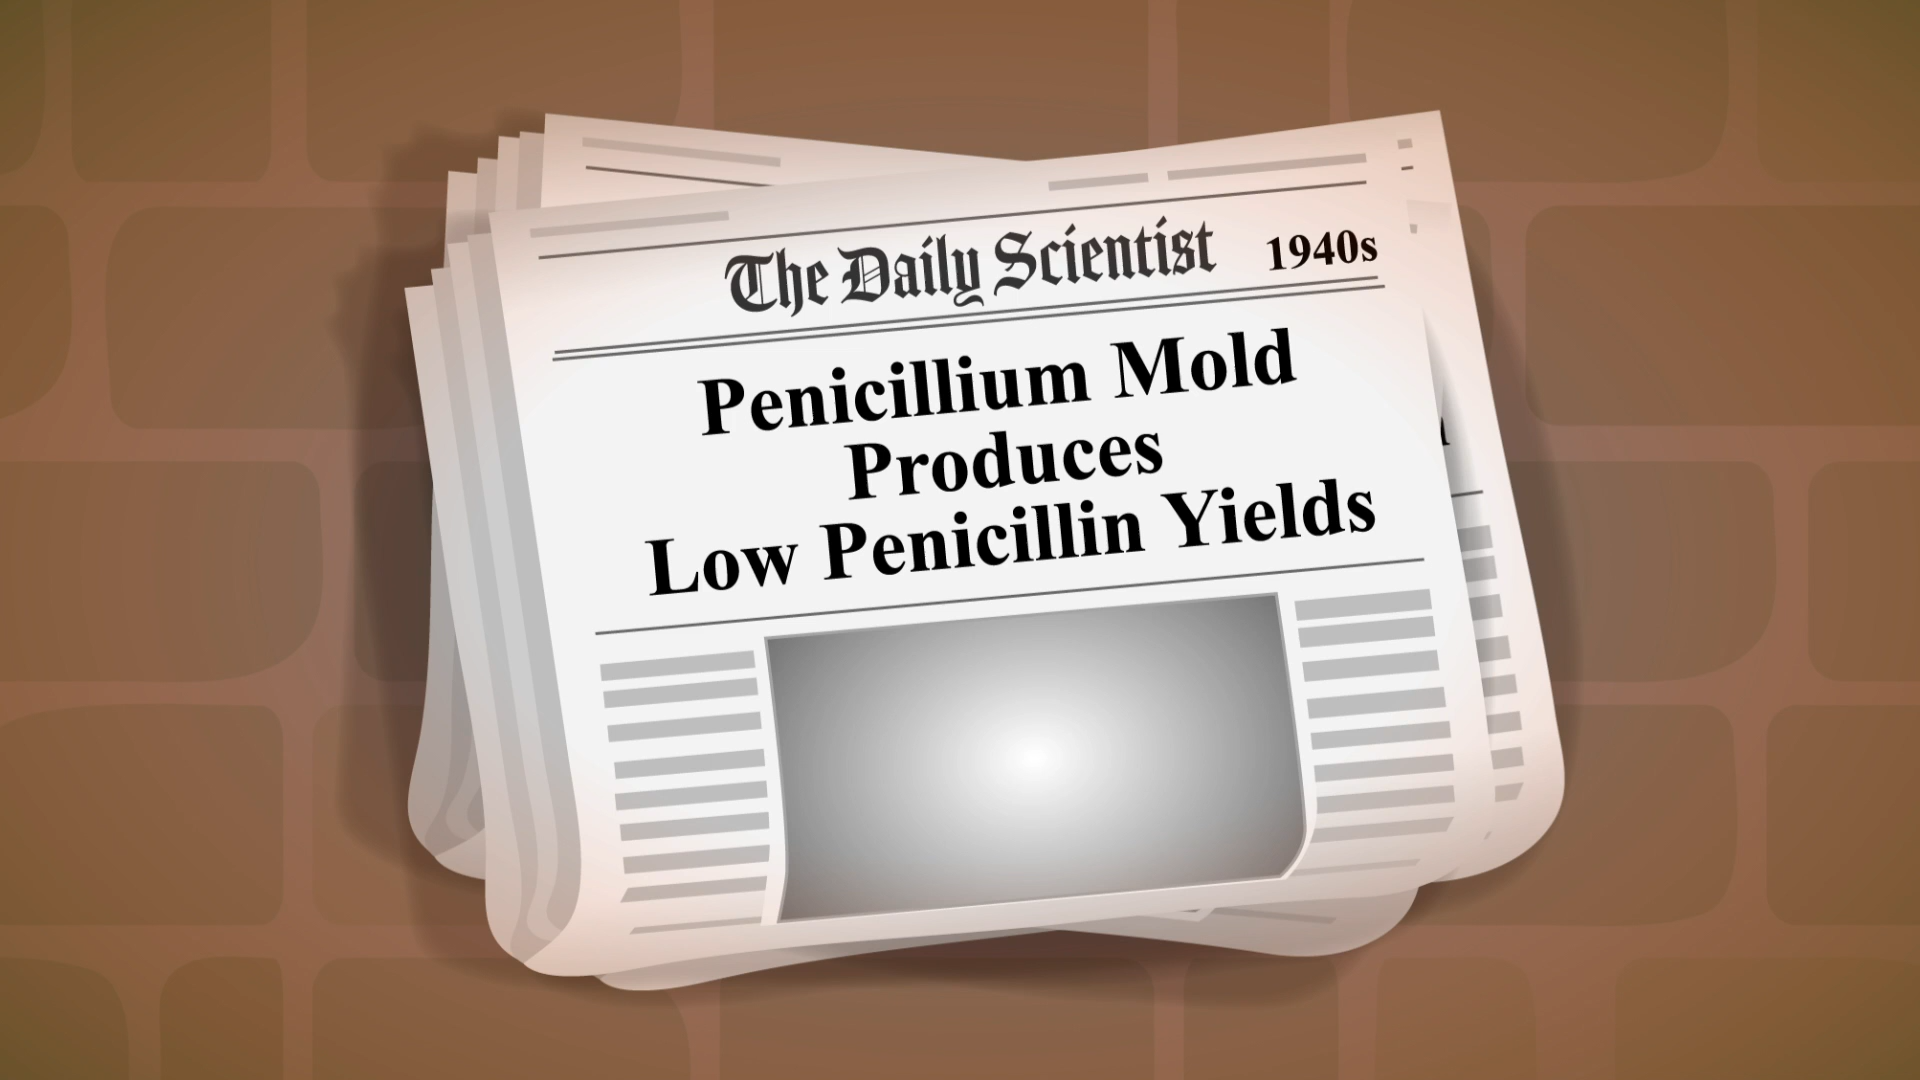 The Daily Scientist 1940s
Penicillium Mold
Produces
Low Penicillin Yields